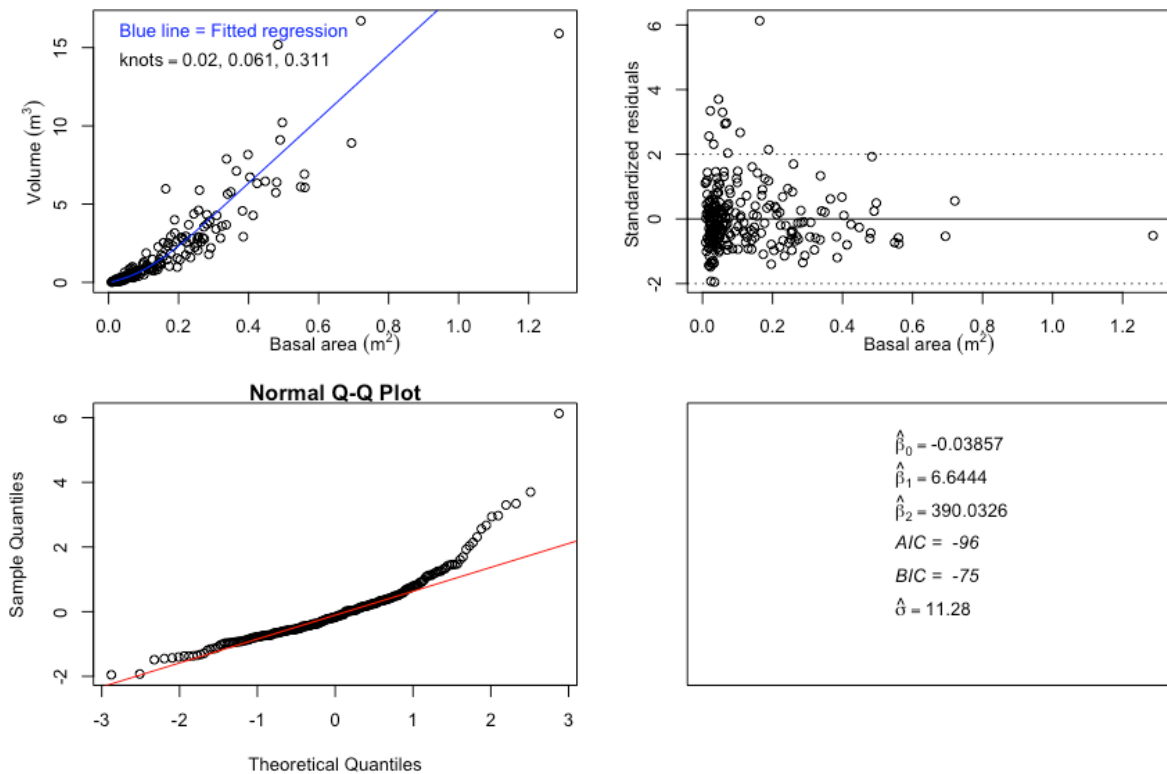 Blue line = Fitted regression
knots = 0.02, 0.061, 0.311
Volume (m³)
15
10
5
0
0.0 0.2 0.4 0.6 0.8 1.0 1.2
Basal area (m²)
Standardized residuals
6
4
2
0
-2
0.0 0.2 0.4 0.6 0.8 1.0 1.2
Basal area (m²)
Normal Q-Q Plot
Sample Quantiles
6
4
2
0
-2
-3 -2 -1 0 1 2 3
Theoretical Quantiles
β̂₀ = -0.03857
β̂₁ = 6.6444
β̂₂ = 390.0326
AIC = -96
BIC = -75
σ̂ = 11.28